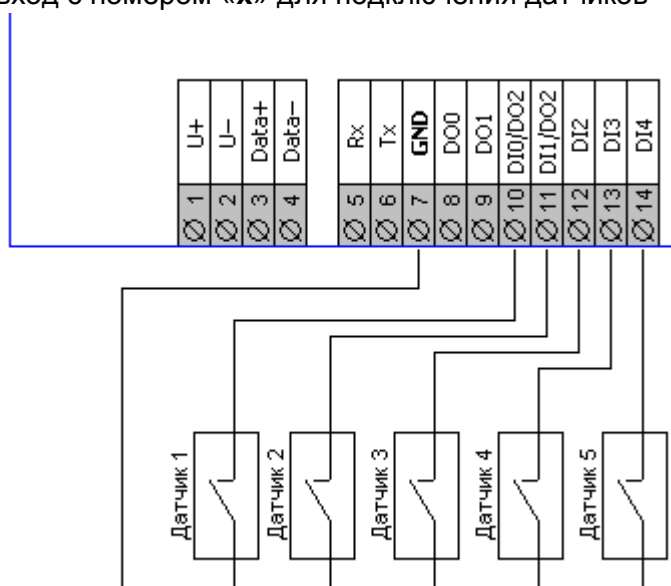 вход с номером «x» для подключения датчиков
U+
U−
Data+
Data−
Rx
Tx
GND
DO0
DO1
DI0/DO2
DI1/DO2
DI2
DI3
DI4
1
2
3
4
5
6
7
8
9
10
11
12
13
14
Датчик 1
Датчик 2
Датчик 3
Датчик 4
Датчик 5